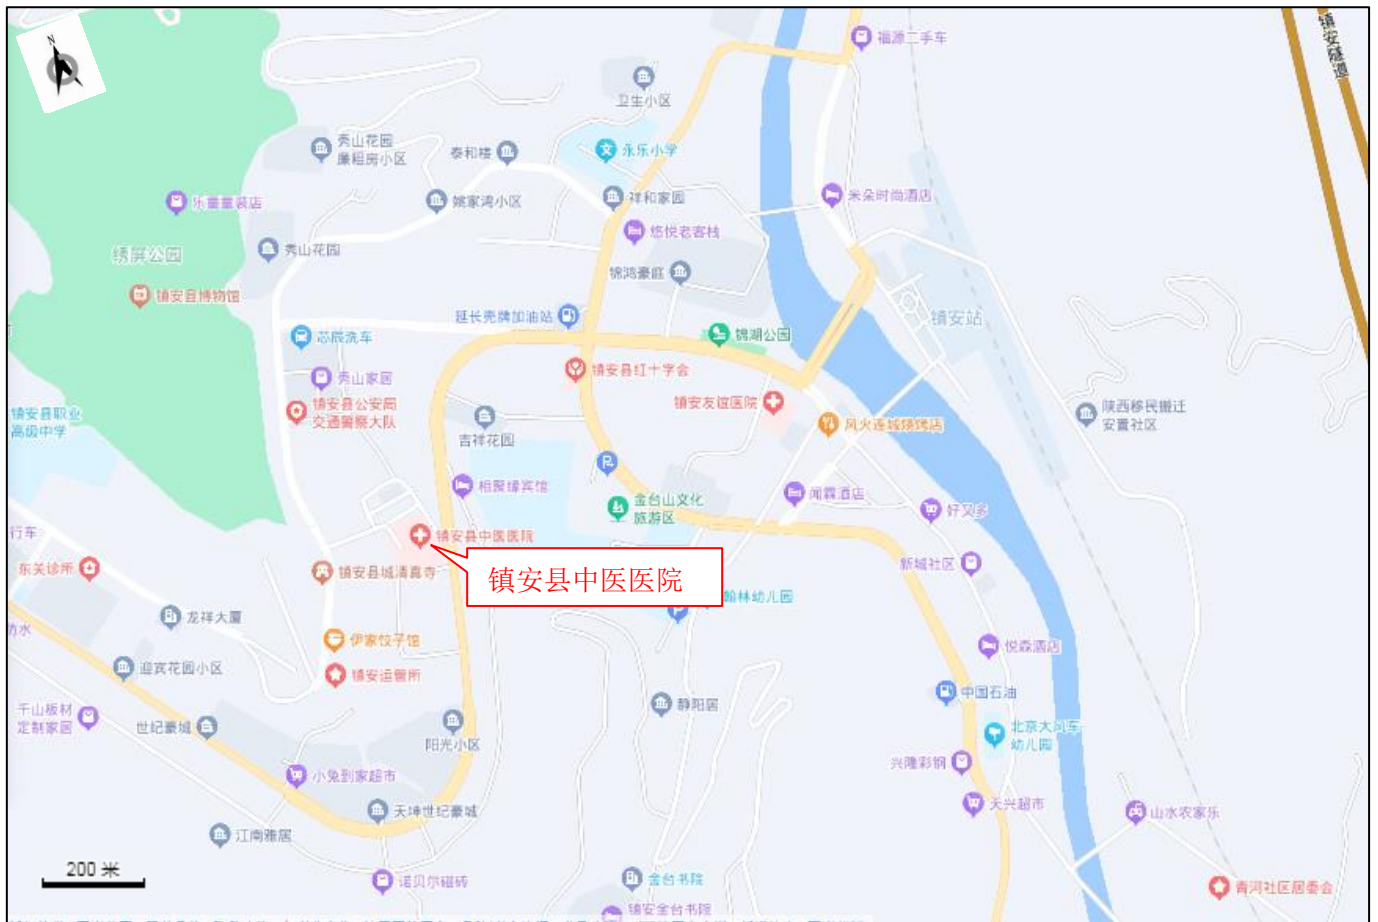 N
镇安隧道
福源二手车
卫生小区
秀山花园
廉租房小区
泰和楼
永乐小学
乐童童装店
姚家湾小区
祥和家园
米朵时尚酒店
悠悦老客栈
绣屏公园
秀山花园
锦鸿豪庭
镇安县博物馆
延长壳牌加油站
镇安站
芯辰洗车
锦湖公园
秀山家居
镇安县红十字会
镇安县公安局
交通警察大队
镇安友谊医院
镇安县职业
高级中学
陕西移民搬迁
安置社区
吉祥花园
风火连城烧烤店
相聚缘宾馆
金台山文化
旅游区
闻霖酒店
好又多
行车
镇安县中医医院
新城社区
东关诊所
镇安县城清真寺
镇安县中医医院
翰林幼儿园
龙祥大厦
防水
伊家饺子馆
悦森酒店
迎宾花园小区
镇安运管所
中国石油
千山板材
定制家居
世纪豪城
静阳居
阳光小区
北京大风车
幼儿园
兴隆彩钢
小兔到家超市
天坤世纪豪城
天兴超市
山水农家乐
江南雅居
200 米
诺贝尔磁砖
金台书院
青河社区居委会
镇安金台书院